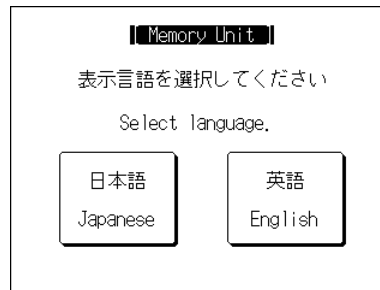 Memory Unit
表示言語を選択してください
Select language.
日本語
Japanese
英語
English